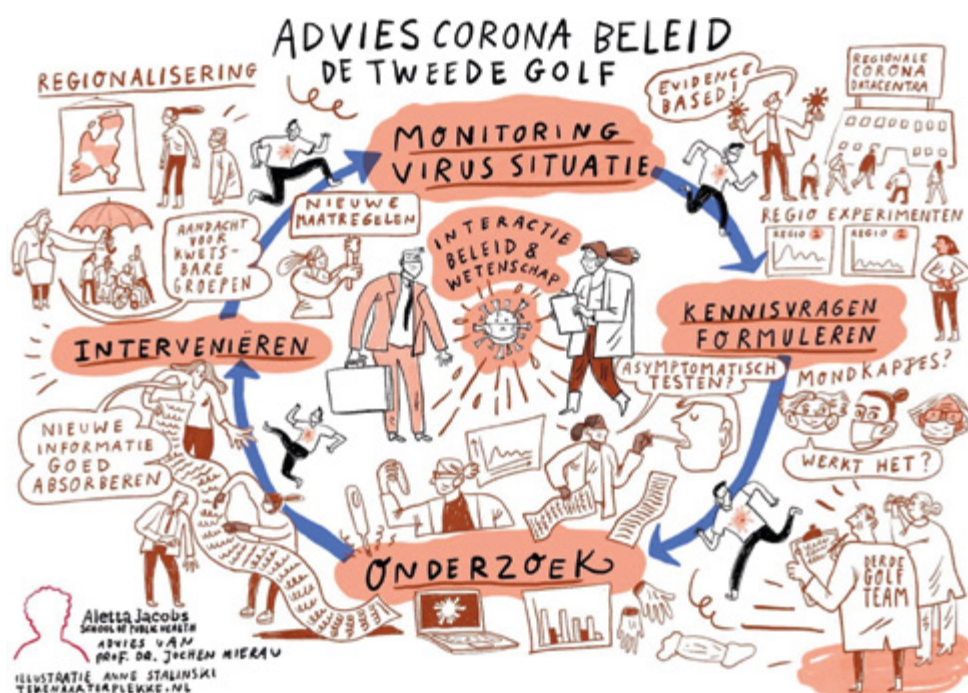 ADVIES CORONA BELEID
DE TWEEDE GOLF
REGIONALISERING
MONITORING
VIRUS SITUATIE
EVIDENCE
BASED!
REGIONALE
CORONA
DATACENTRA
NIEUWE
MAATREGELEN
AANDACHT
VOOR
KWETS-
BARE
GROEPEN
INTERACTIE
BELEID &
WETENSCHAP
REGIO EXPERIMENTEN
REGIO 1
REGIO 2
KENNISVRAGEN
FORMULEREN
INTERVENIËREN
ASYMPTOMATISCH
TESTEN?
MONDKAPJES?
WERKT HET?
NIEUWE
INFORMATIE
GOED
ABSORBEREN
ONDERZOEK
DERDE
GOLF
TEAM
Aletta Jacobs
SCHOOL OF PUBLIC HEALTH
ADVIES VAN
PROF. DR. JOCHEN MIERAU
ILLUSTRATIE ANNE STALINSKI
TEKENAARTERPLEKKE.NL